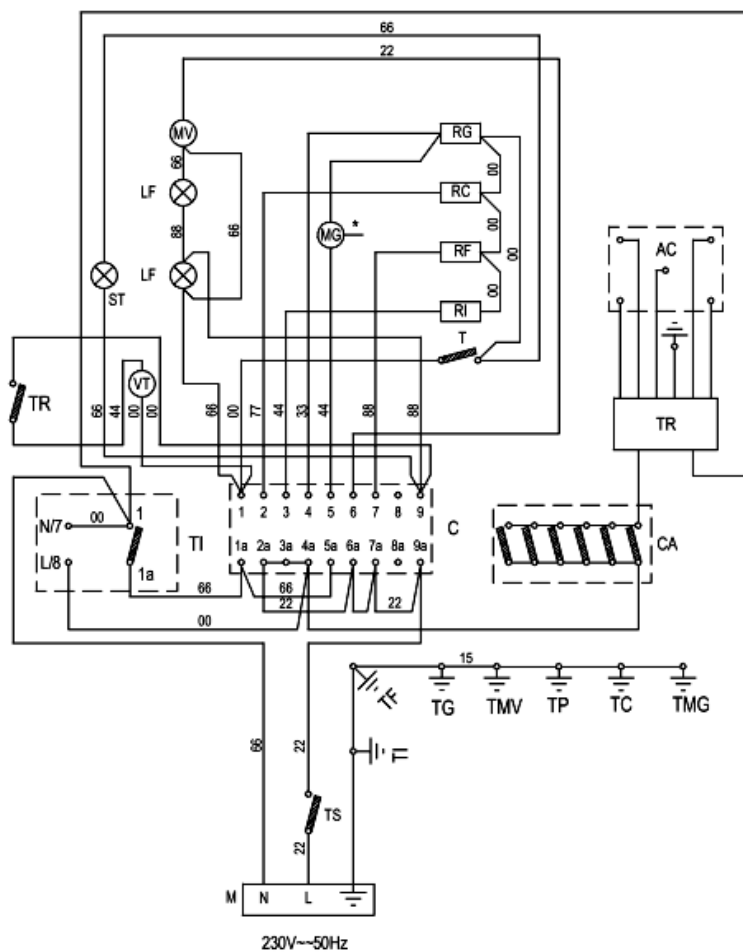 66
22
MV
66
LF
88
66
LF
ST
MG
*
RG
00
RC
00
RF
00
00
RI
T
AC
TR
TR
VT
66
44
00
00
66
00
77
44
33
44
88
88
1 2 3 4 5 6 7 8 9
1a 2a 3a 4a 5a 6a 7a 8a 9a
C
N/7
00
1
L/8
1a
TI
66
66
22
22
00
CA
15
TF
TG
TMV
TP
TC
TMG
TI
66
22
TS
22
M
N
L
230V~~50Hz